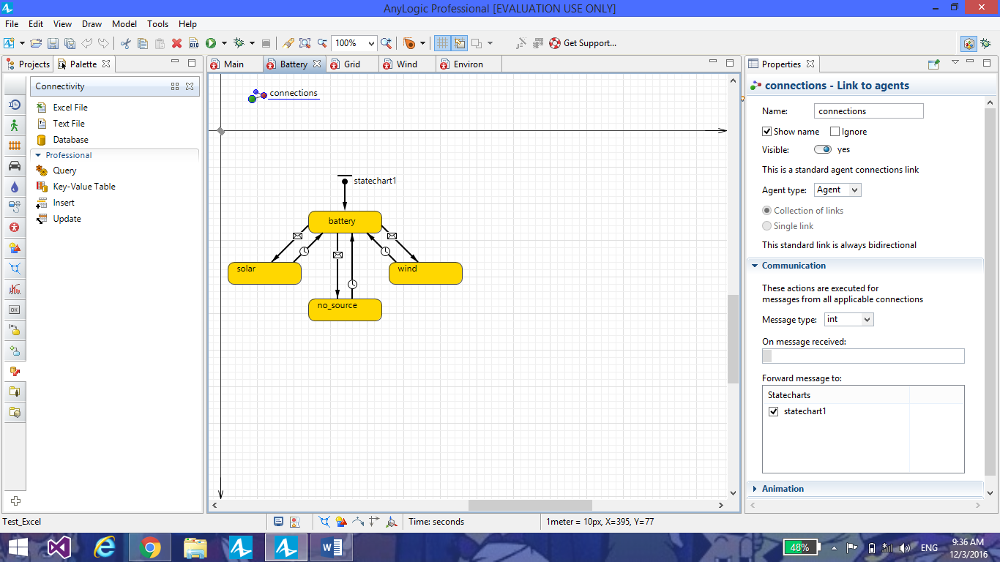 AnyLogic Professional [EVALUATION USE ONLY]
File Edit View Draw Model Tools Help
100% Get Support...
Projects Palette
Main Battery Grid Wind Environ
Properties
Connectivity
Excel File
Text File
Database
Professional
Query
Key-Value Table
Insert
Update
OK
connections
statechart1
battery
solar
wind
no_source
connections - Link to agents
Name: connections
Show name Ignore
Visible: yes
This is a standard agent connections link
Agent type: Agent
Collection of links
Single link
This standard link is always bidirectional
Communication
These actions are executed for
messages from all applicable connections
Message type: int
On message received:
Forward message to:
Statecharts
statechart1
Animation
Test_Excel
Time: seconds
1meter = 10px, X=395, Y=77
48% ENG
9:36 AM
12/3/2016